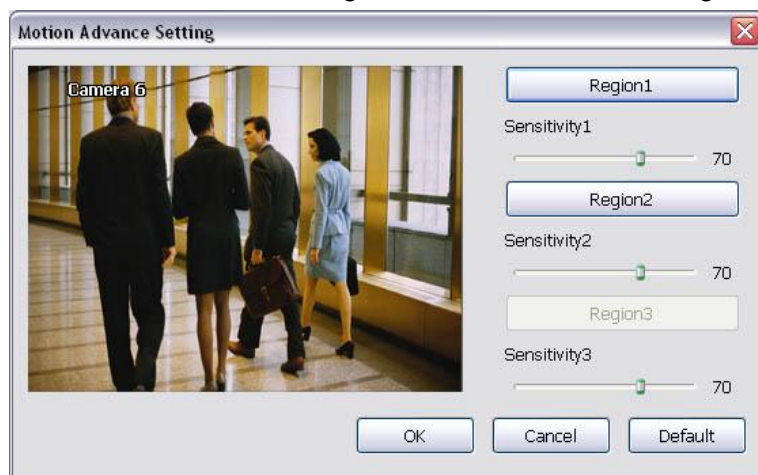 Motion Advance Setting
Camera 6
Region1
Sensitivity1
70
Region2
Sensitivity2
70
Region3
Sensitivity3
70
OK
Cancel
Default